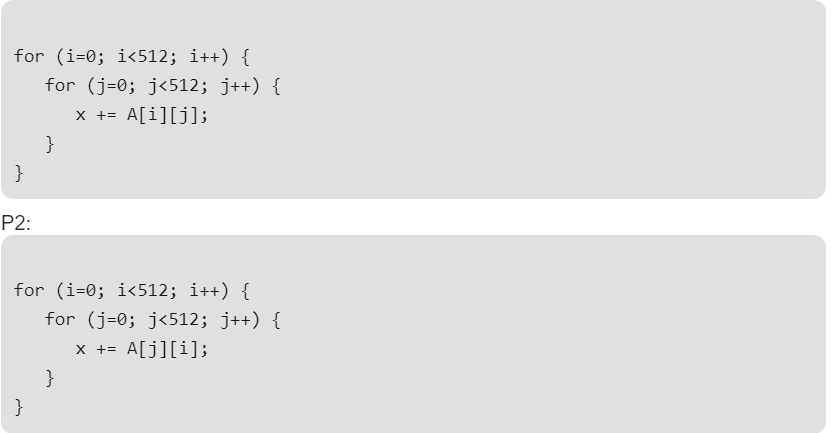 for (i=0; i<512; i++) {
   for (j=0; j<512; j++) {
      x += A[i][j];
   }
}
P2:
for (i=0; i<512; i++) {
   for (j=0; j<512; j++) {
      x += A[j][i];
   }
}